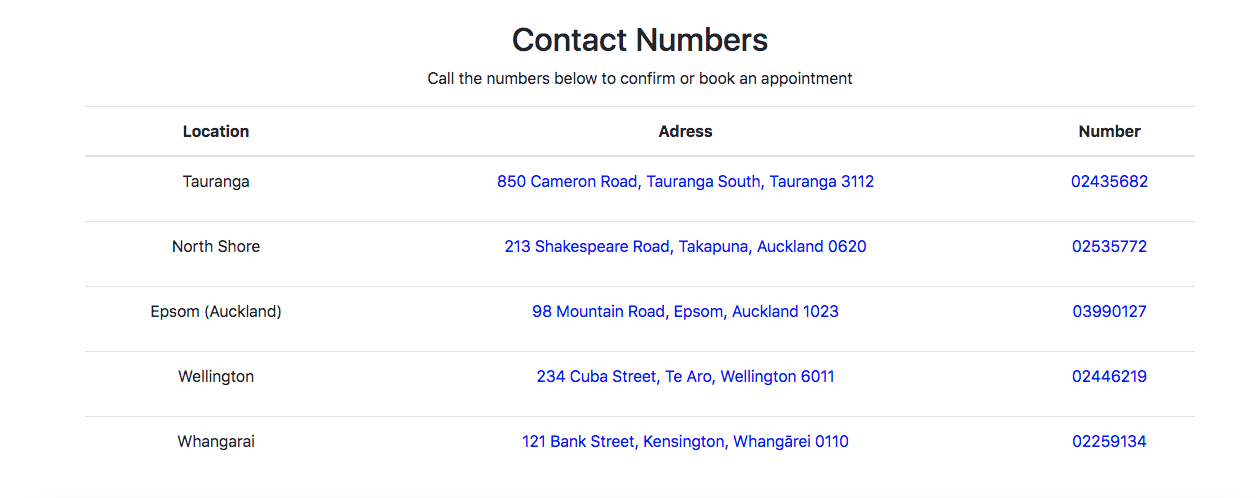 Contact Numbers
Call the numbers below to confirm or book an appointment
Location Adress Number
Tauranga 850 Cameron Road, Tauranga South, Tauranga 3112 02435682
North Shore 213 Shakespeare Road, Takapuna, Auckland 0620 02535772
Epsom (Auckland) 98 Mountain Road, Epsom, Auckland 1023 03990127
Wellington 234 Cuba Street, Te Aro, Wellington 6011 02446219
Whangarai 121 Bank Street, Kensington, Whangārei 0110 02259134